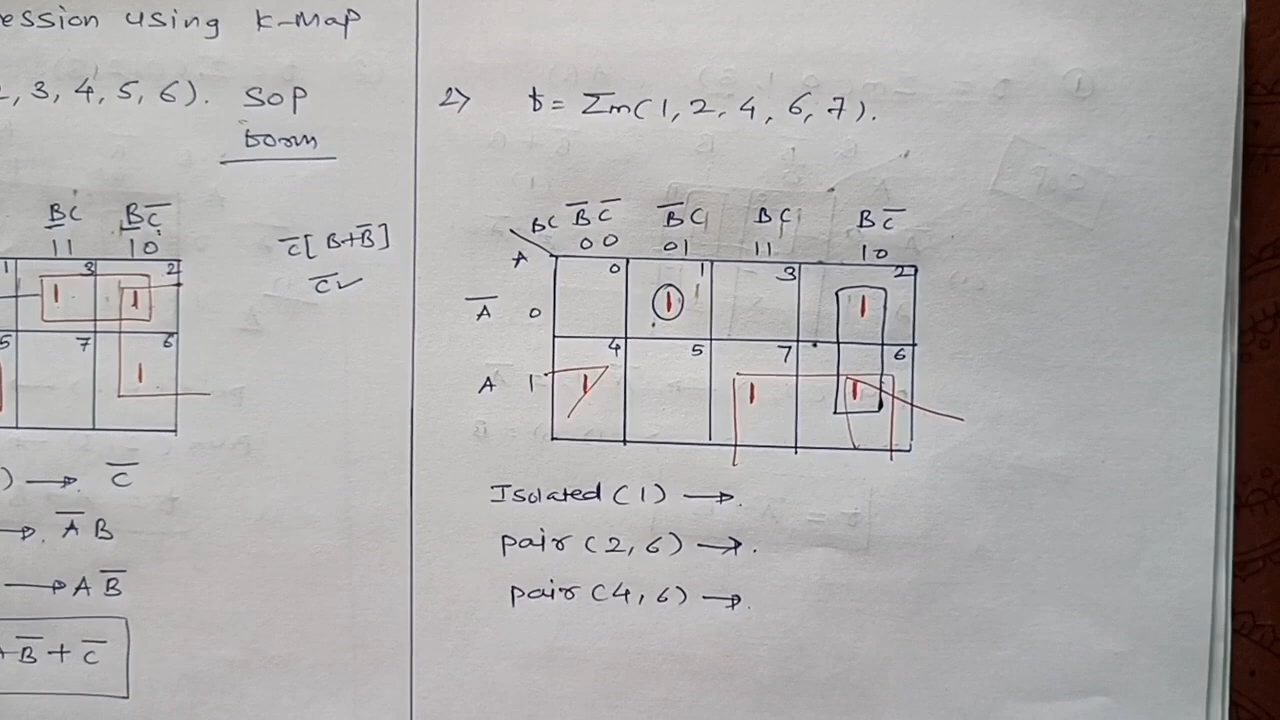 ession using K-Map
, 3, 4, 5, 6). SOP
form
BC BC̅
11 10
C̅[B+B̅]
C̅✓
1 3 2
1 1
5 7 6
1
) → C̅
→ A̅ B
→ A B̅
B̅ + C̅
2> f = Σm(1, 2, 4, 6, 7).
BC B̅ C̅ B̅ C BC B C̅
00 01 11 10
A
0 1 3 2
A̅ 0 1 1
4 5 7 6
A 1 1 1 1
Isolated (1) →.
pair (2, 6) →.
pair (4, 6) →.